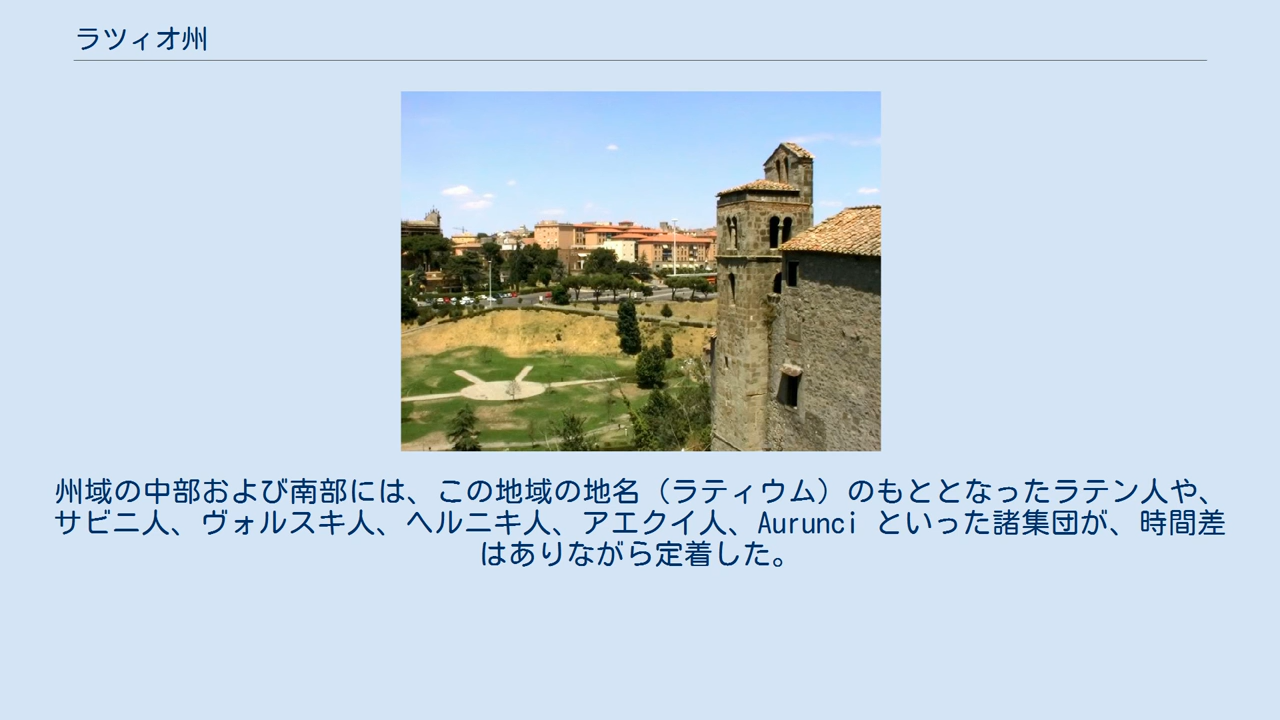 ラツィオ州
州域の中部および南部には、この地域の地名（ラティウム）のもととなったラテン人や、
サビニ人、ヴォルスキ人、ヘルニキ人、アエクイ人、Aurunci といった諸集団が、時間差
はありながら定着した。